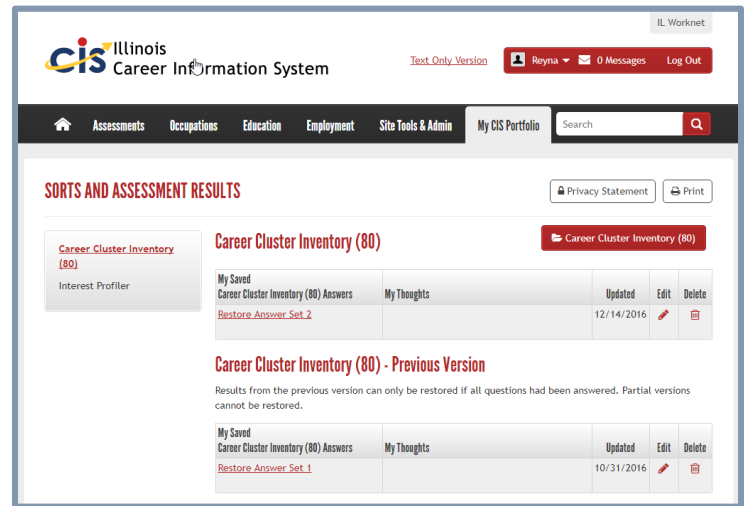 IL Worknet
cis Illinois
Career Information System
Text Only Version
Reyna
0 Messages
Log Out
Assessments
Occupations
Education
Employment
Site Tools & Admin
My CIS Portfolio
Search
SORTS AND ASSESSMENT RESULTS
Privacy Statement
Print
Career Cluster Inventory
(80)
Interest Profiler
Career Cluster Inventory (80)
Career Cluster Inventory (80)
My Saved
Career Cluster Inventory (80) Answers
My Thoughts
Updated
Edit
Delete
Restore Answer Set 2
12/14/2016
Career Cluster Inventory (80) - Previous Version
Results from the previous version can only be restored if all questions had been answered. Partial versions
cannot be restored.
My Saved
Career Cluster Inventory (80) Answers
My Thoughts
Updated
Edit
Delete
Restore Answer Set 1
10/31/2016